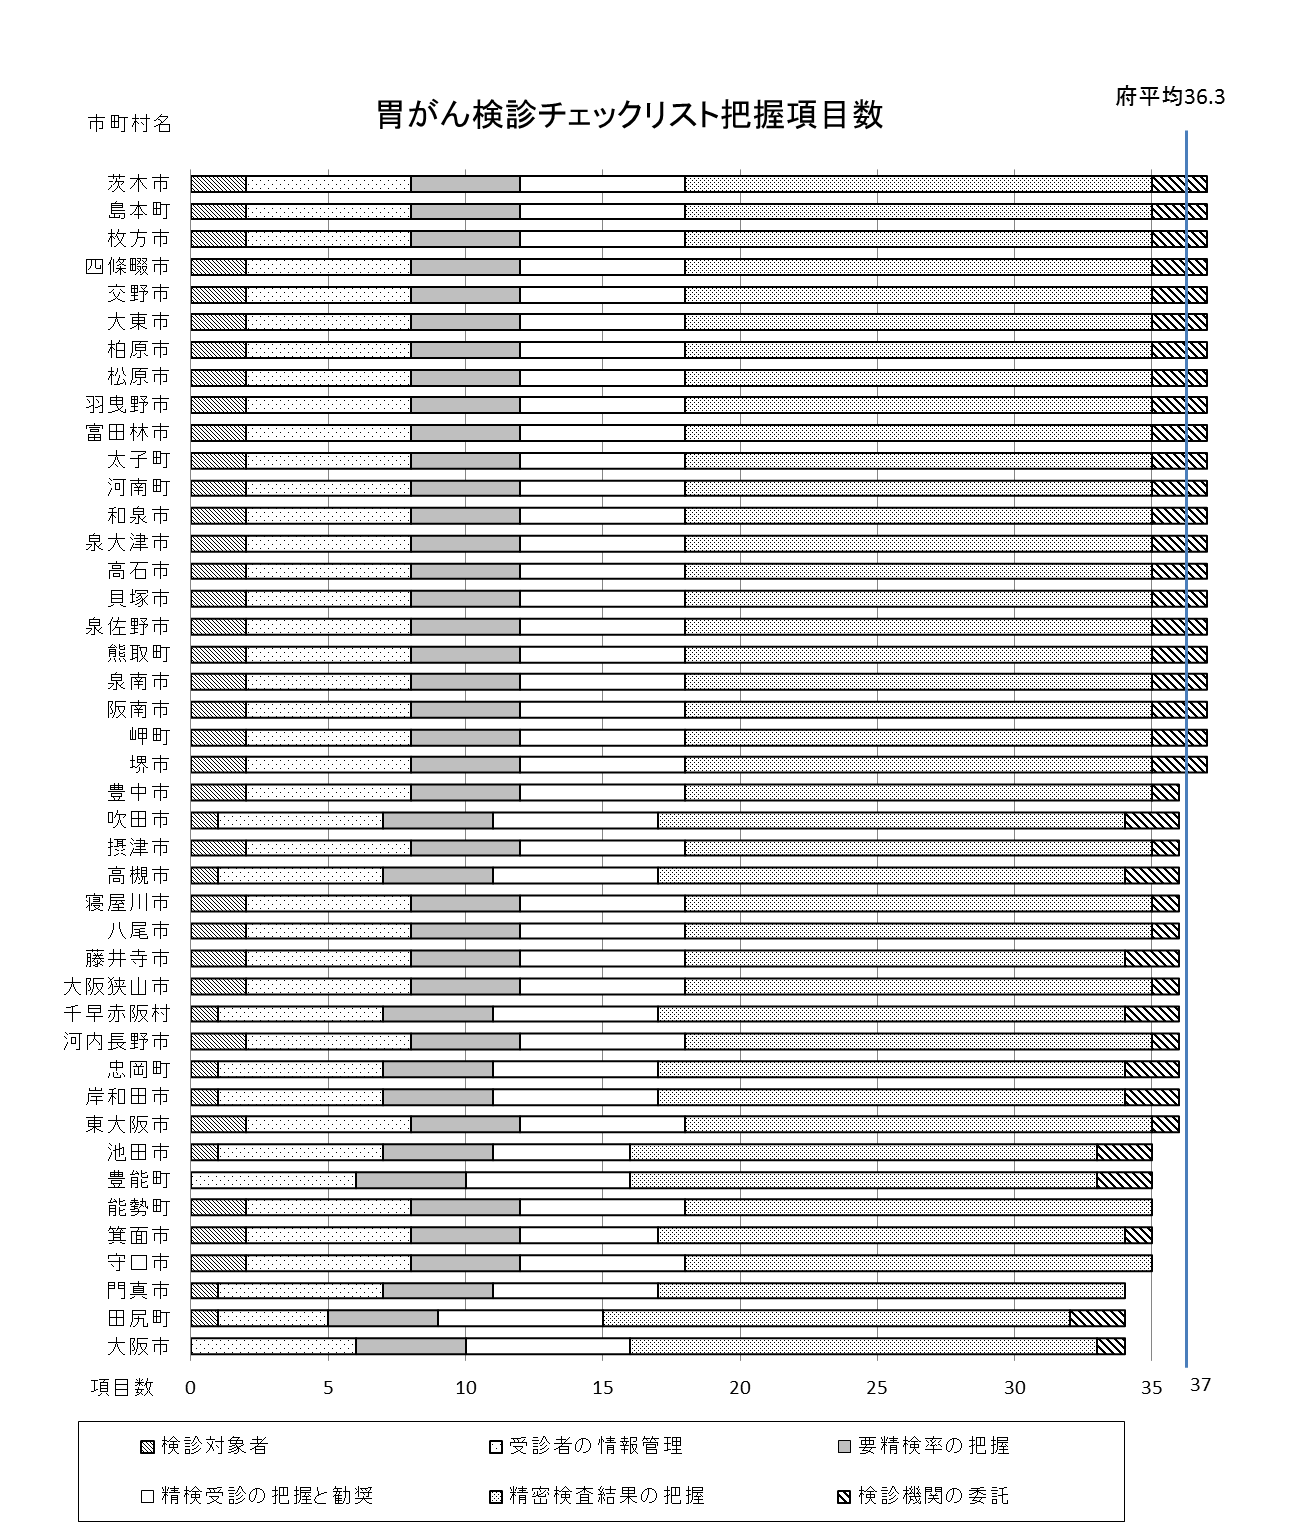 府平均36.3
胃がん検診チェックリスト把握項目数
市町村名
茨木市
島本町
枚方市
四條畷市
交野市
大東市
柏原市
松原市
羽曳野市
富田林市
太子町
河南町
和泉市
泉大津市
高石市
貝塚市
泉佐野市
熊取町
泉南市
阪南市
岬町
堺市
豊中市
吹田市
摂津市
高槻市
寝屋川市
八尾市
藤井寺市
大阪狭山市
千早赤阪村
河内長野市
忠岡町
岸和田市
東大阪市
池田市
豊能町
能勢町
箕面市
守口市
門真市
田尻町
大阪市
項目数 0 5 10 15 20 25 30 35 37
検診対象者 受診者の情報管理 要精検率の把握
精検受診の把握と勧奨 精密検査結果の把握 検診機関の委託